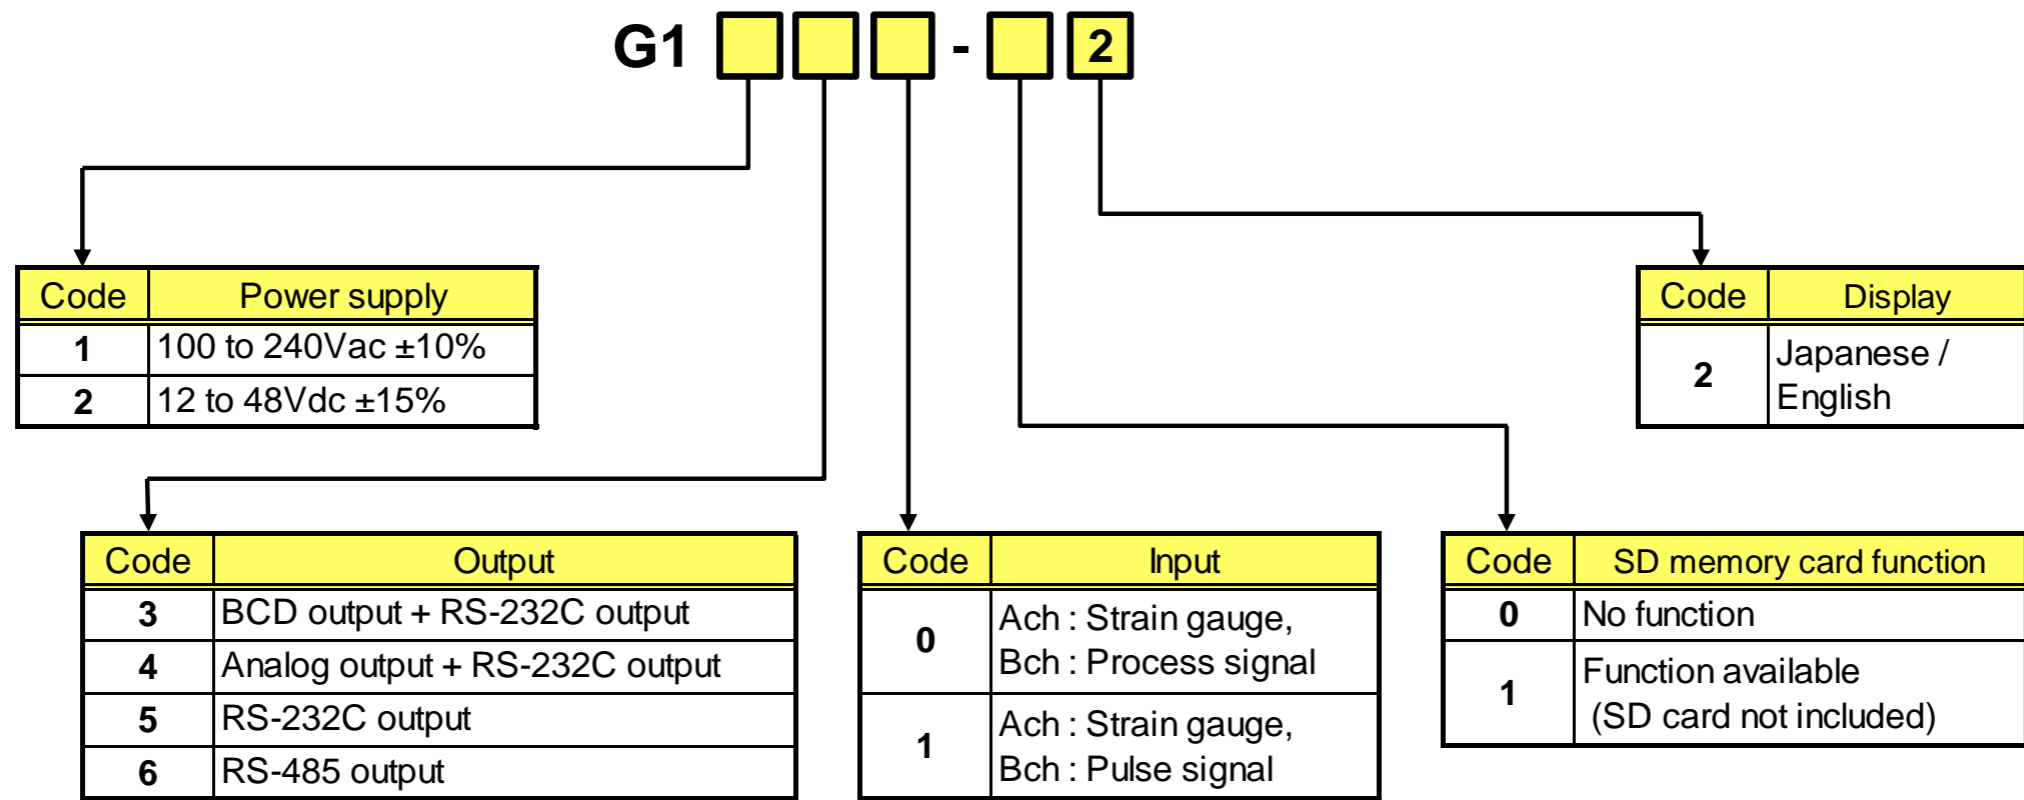 G1 - 2
Code Power supply
1 100 to 240Vac ±10%
2 12 to 48Vdc ±15%
Code Display
2 Japanese /
English
Code Output
3 BCD output + RS-232C output
4 Analog output + RS-232C output
5 RS-232C output
6 RS-485 output
Code Input
0 Ach : Strain gauge,
Bch : Process signal
1 Ach : Strain gauge,
Bch : Pulse signal
Code SD memory card function
0 No function
1 Function available
(SD card not included)